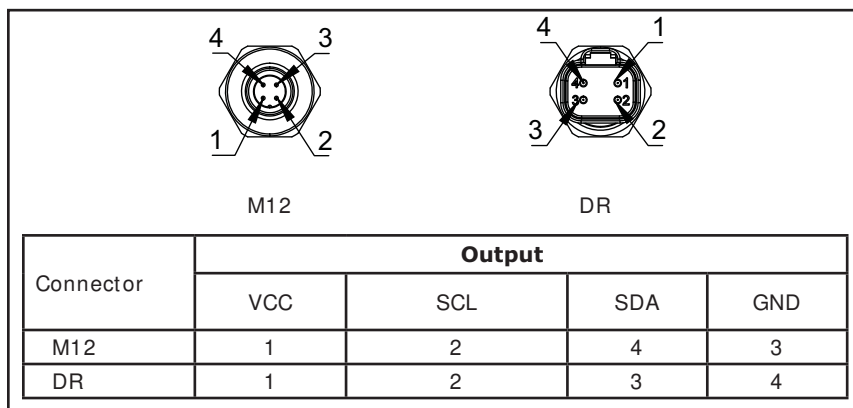 4 3
4 1
4 1
3 2
1 2
3 2
M12 DR
Connector Output
VCC SCL SDA GND
M12 1 2 4 3
DR 1 2 3 4